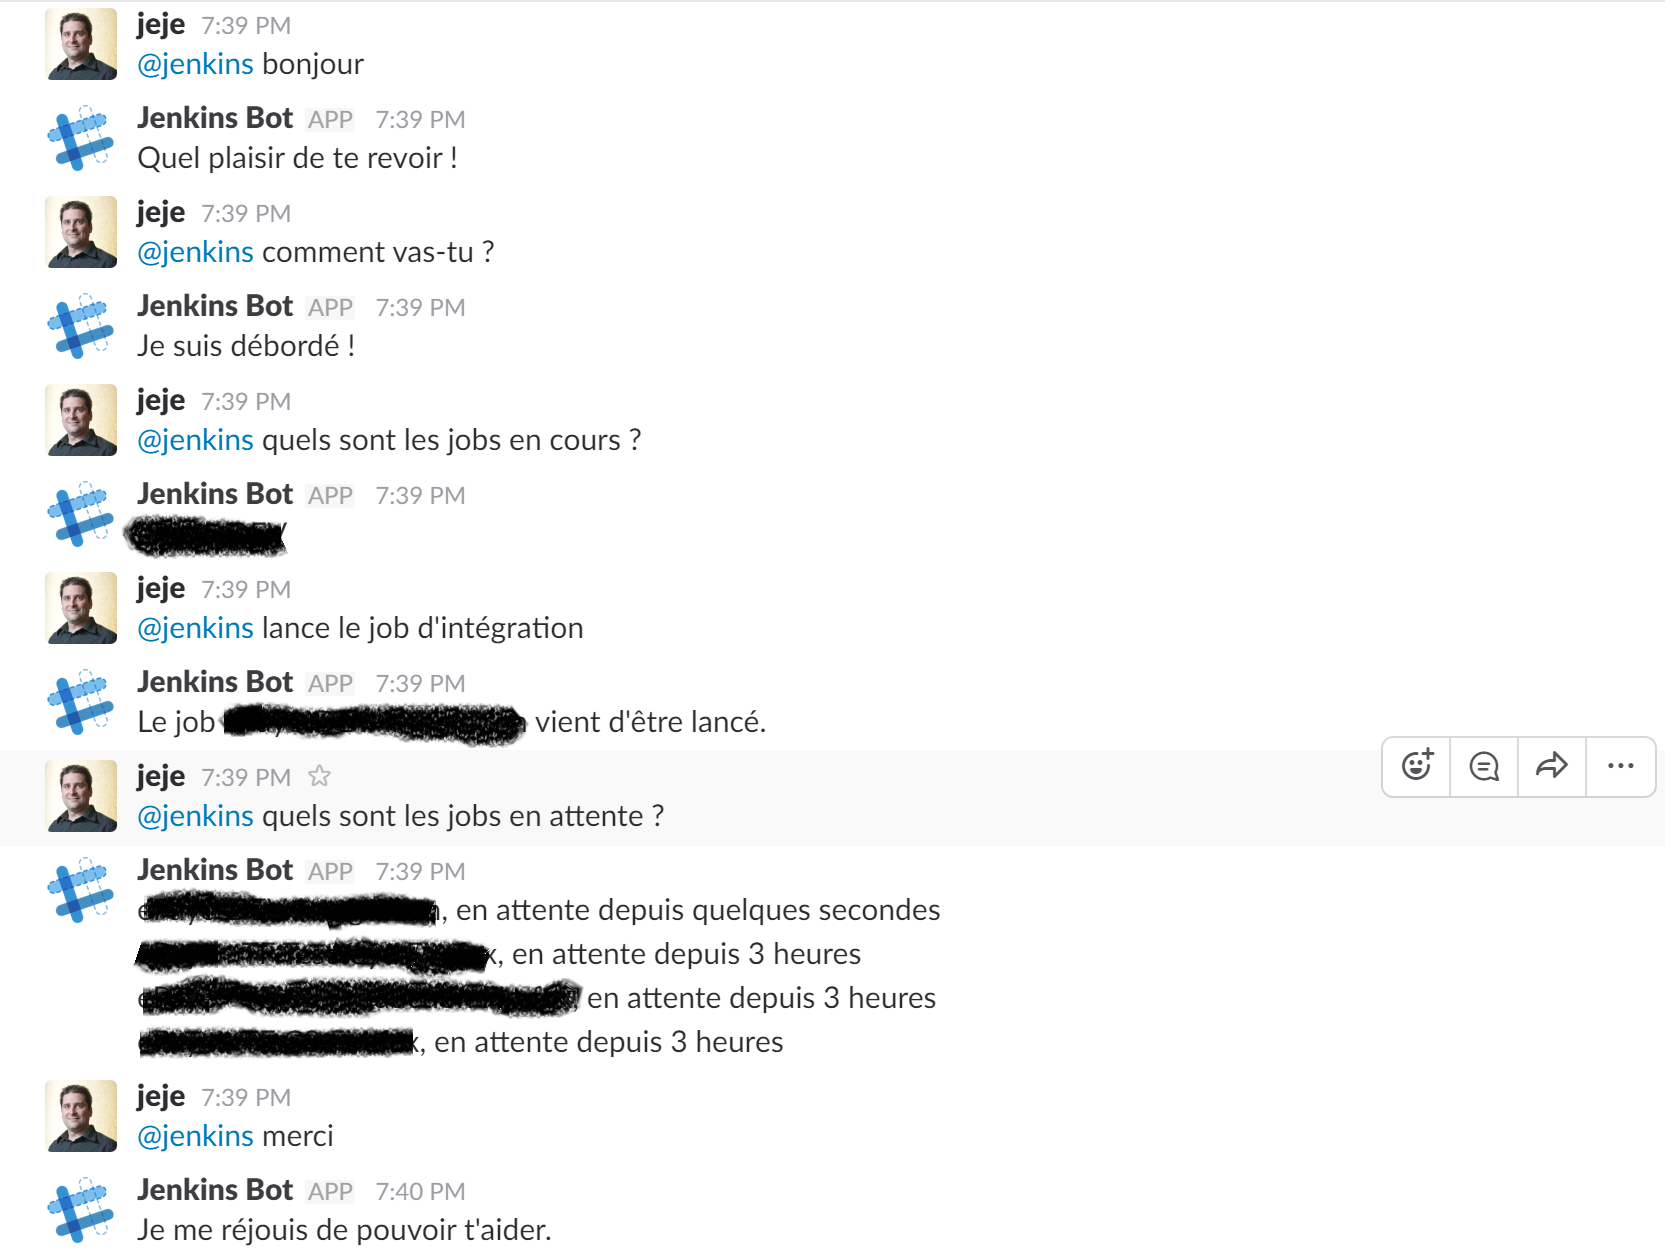 jeje 7:39 PM
@jenkins bonjour
Jenkins Bot APP 7:39 PM
Quel plaisir de te revoir !
jeje 7:39 PM
@jenkins comment vas-tu ?
Jenkins Bot APP 7:39 PM
Je suis débordé !
jeje 7:39 PM
@jenkins quels sont les jobs en cours ?
Jenkins Bot APP 7:39 PM
jeje 7:39 PM
@jenkins lance le job d'intégration
Jenkins Bot APP 7:39 PM
Le job vient d'être lancé.
jeje 7:39 PM
@jenkins quels sont les jobs en attente ?
Jenkins Bot APP 7:39 PM
, en attente depuis quelques secondes
x, en attente depuis 3 heures
en attente depuis 3 heures
, en attente depuis 3 heures
jeje 7:39 PM
@jenkins merci
Jenkins Bot APP 7:40 PM
Je me réjouis de pouvoir t'aider.